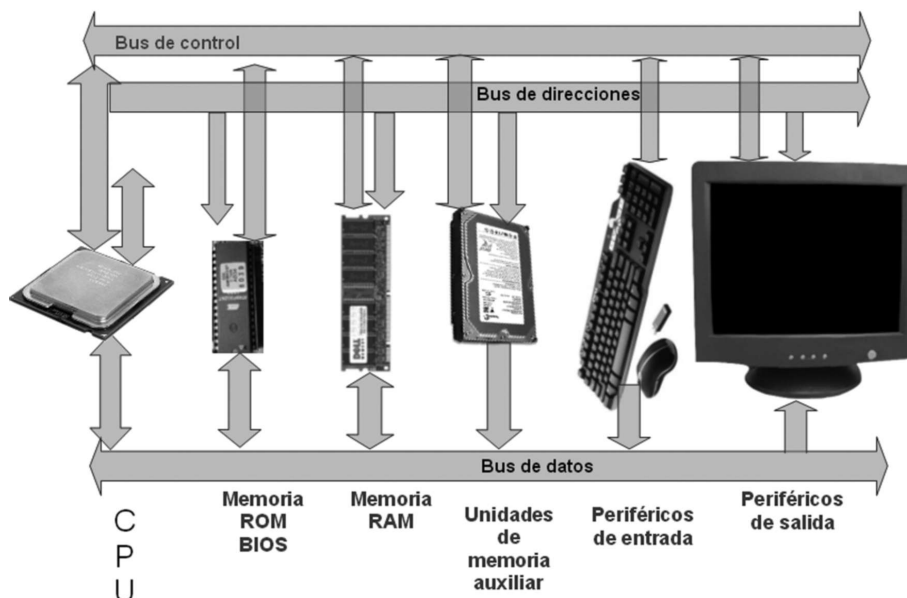 Bus de control
Bus de direcciones
DELL
Bus de datos
C
P
U
Memoria
ROM
BIOS
Memoria
RAM
Unidades
de
memoria
auxiliar
Periféricos
de entrada
Periféricos
de salida